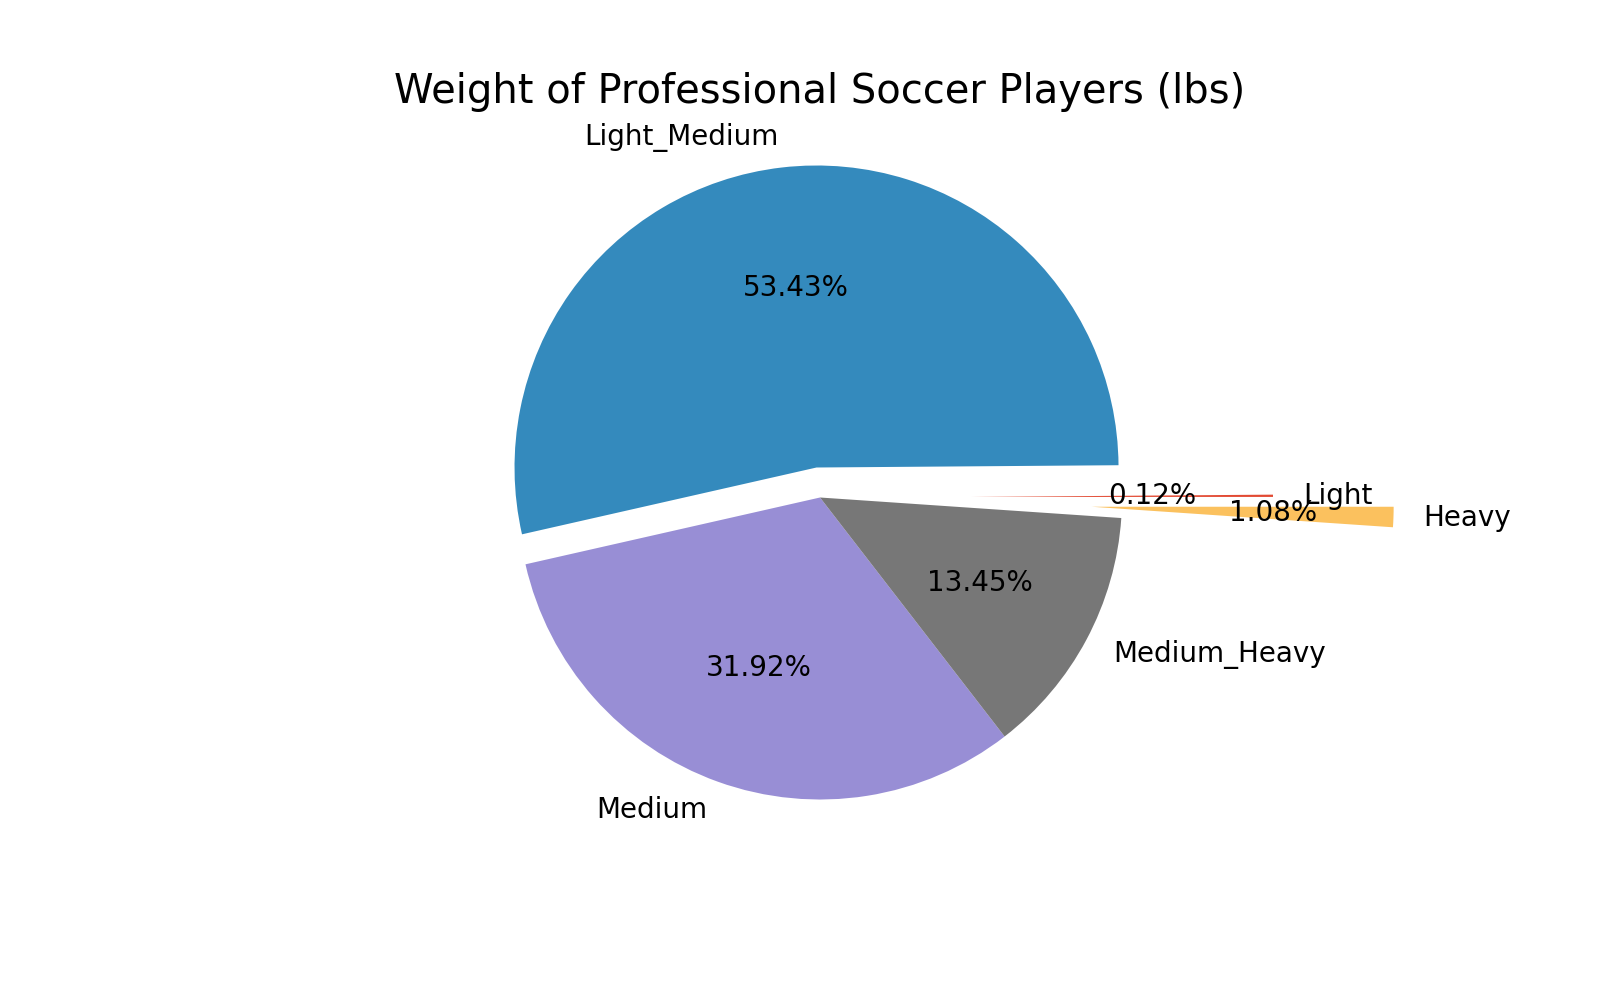 Weight of Professional Soccer Players (lbs)
Light_Medium
53.43%
0.12%
Light
1.08%
Heavy
13.45%
Medium_Heavy
31.92%
Medium